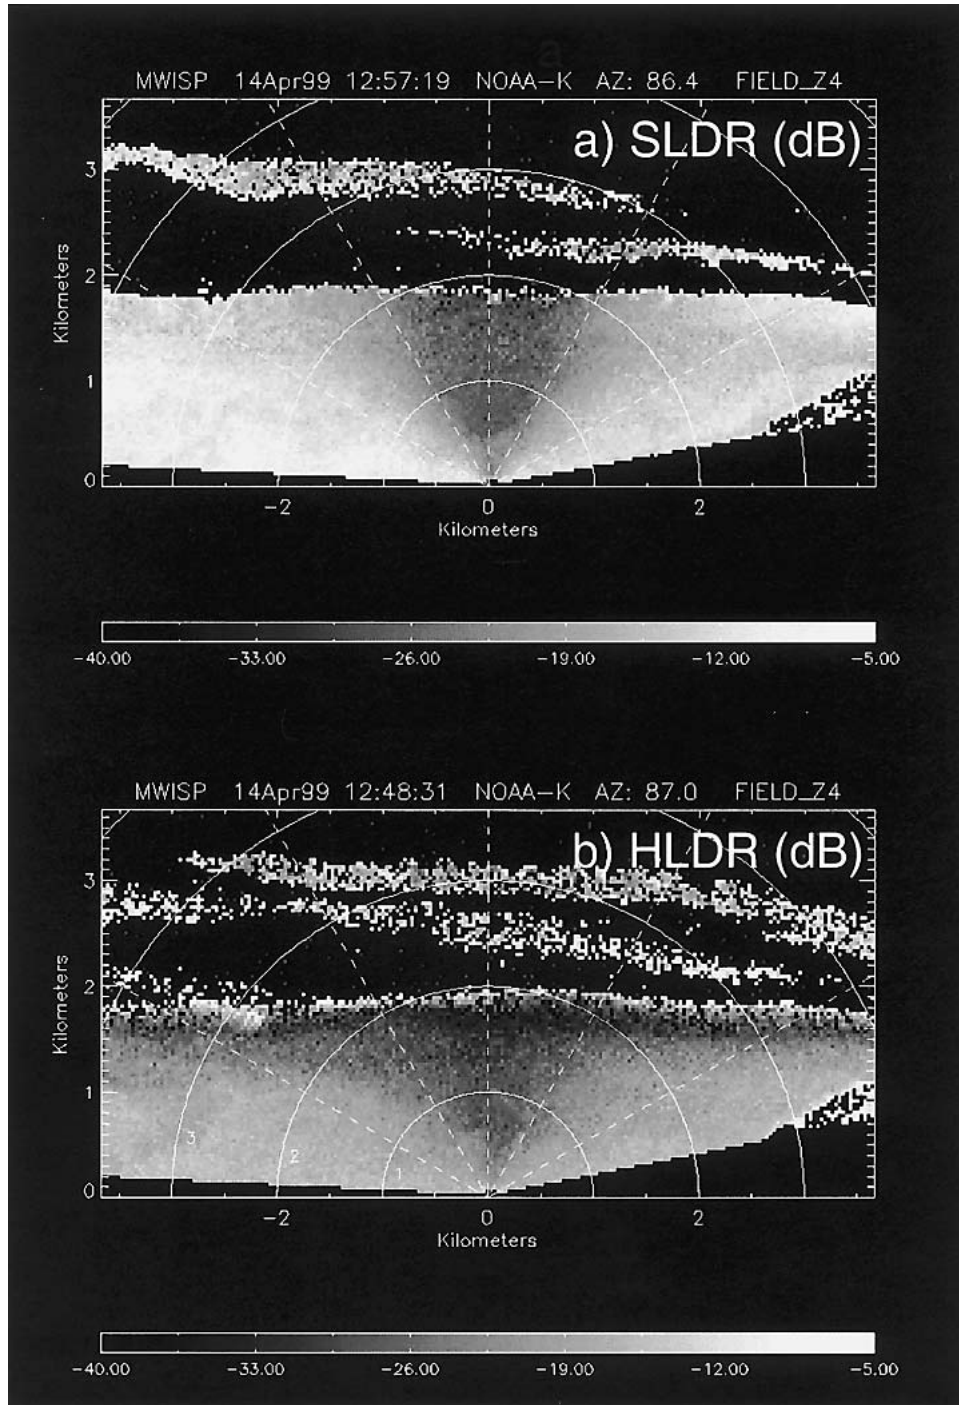 MWISP 14Apr99 12:57:19 NOAA-K AZ: 86.4 FIELD_Z4
a) SLDR (dB)
3
2
1
0
Kilometers
-2 0 2
Kilometers
-40.00 -33.00 -26.00 -19.00 -12.00 -5.00
MWISP 14Apr99 12:48:31 NOAA-K AZ: 87.0 FIELD_Z4
b) HLDR (dB)
3
2
1
0
Kilometers
3 2 1
-2 0 2
Kilometers
-40.00 -33.00 -26.00 -19.00 -12.00 -5.00